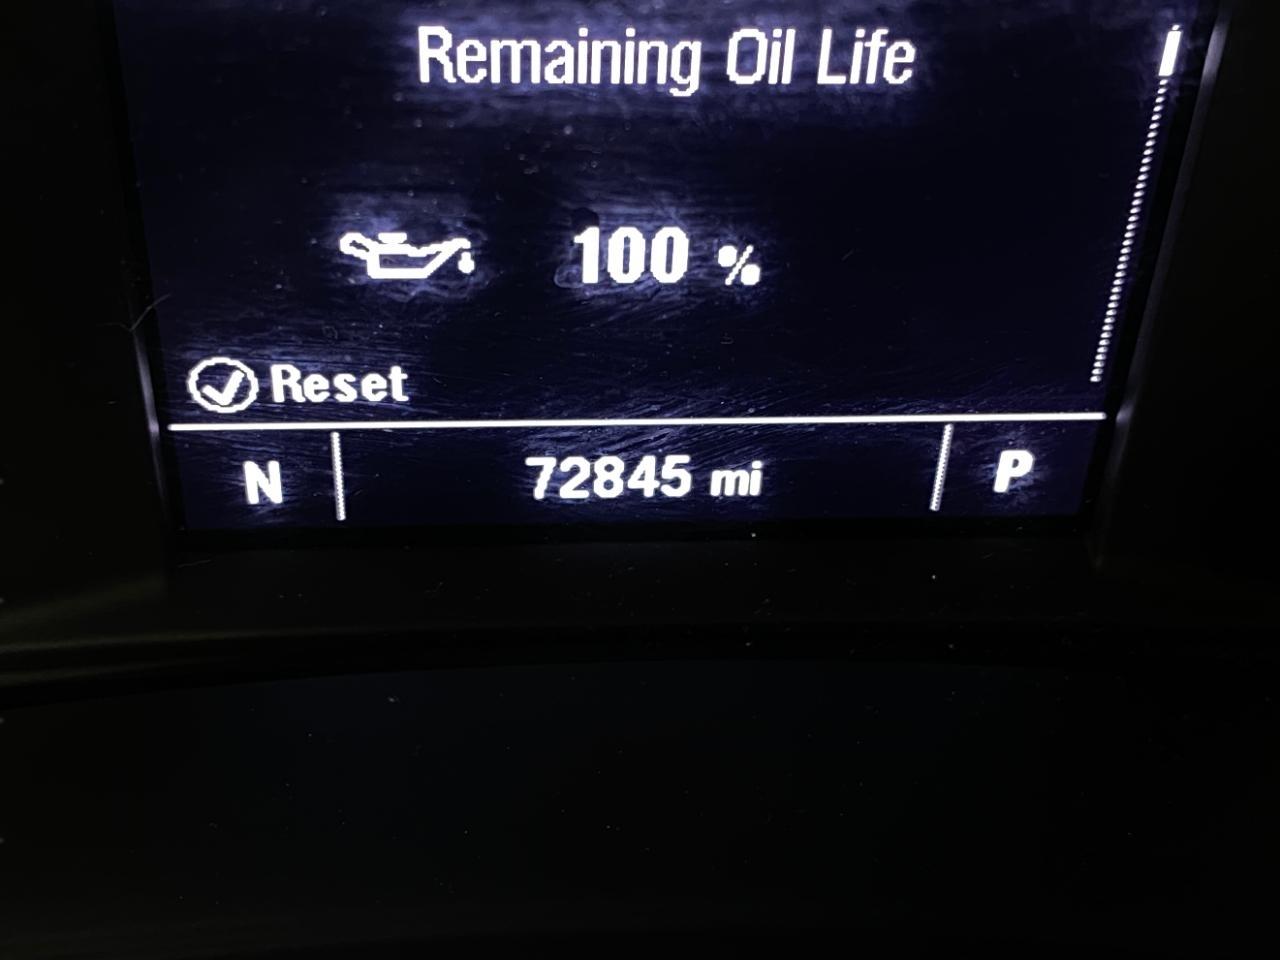 Remaining Oil Life
100 %
Reset
N 72845 mi P